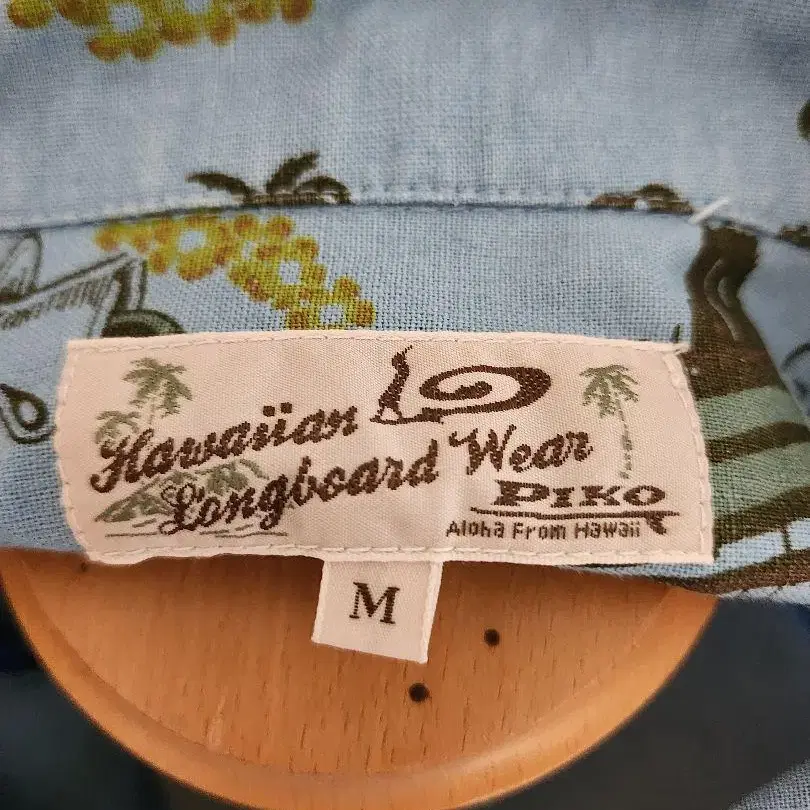 Hawaiian
Longboard Wear
PIKO
Aloha From Hawaii
M